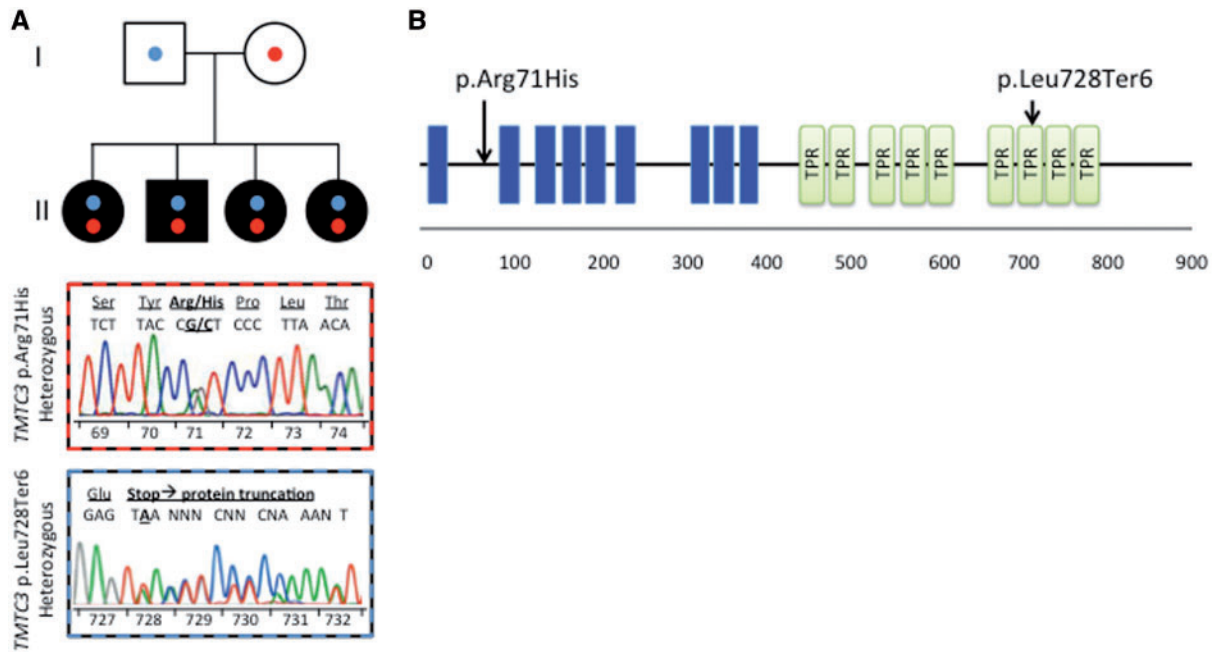 A
I
II
TMTC3 p.Arg71His
Heterozygous
Ser Tyr Arg/His Pro Leu Thr
TCT TAC CG/CT CCC TTA ACA
69 70 71 72 73 74
TMTC3 p.Leu728Ter6
Heterozygous
Glu Stop→ protein truncation
GAG TAA NNN CNN CNA AAN T
727 728 729 730 731 732
B
p.Arg71His
p.Leu728Ter6
TPR TPR TPR TPR TPR TPR TPR TPR TPR
0 100 200 300 400 500 600 700 800 900